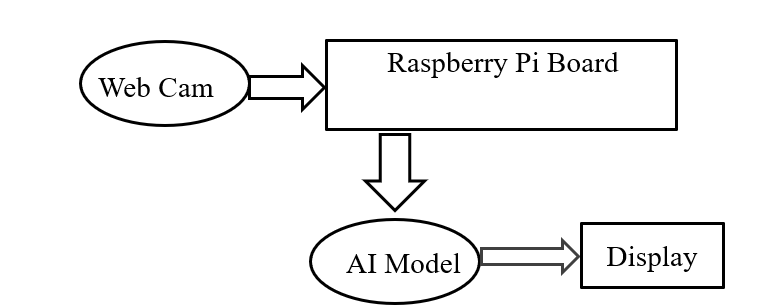 Web Cam
Raspberry Pi Board
AI Model
Display